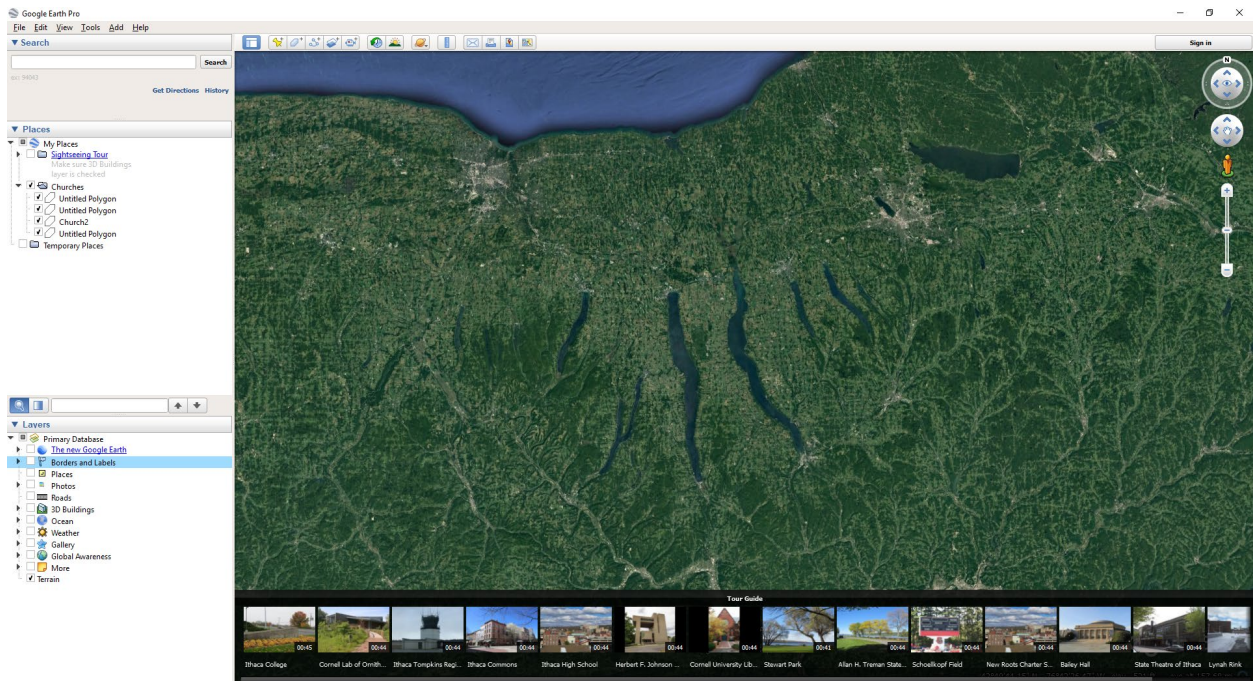 Google Earth Pro
File Edit View Tools Add Help
Search
Sign in
Search
ex: 94043
Get Directions History
Places
My Places
Sightseeing Tour
Make sure 3D Buildings
layer is checked
Churches
Untitled Polygon
Untitled Polygon
Church2
Untitled Polygon
Temporary Places
N
Layers
Primary Database
The new Google Earth
Borders and Labels
Places
Photos
Roads
3D Buildings
Ocean
Weather
Gallery
Global Awareness
More
Terrain
Tour Guide
00:45 00:44 00:44 00:44 00:44 00:44 00:44 00:41 00:44 00:44 00:44 00:44 00:44
Ithaca College Cornell Lab of Ornith... Ithaca Tompkins Regi... Ithaca Commons Ithaca High School Herbert F. Johnson ... Cornell University Lib... Stewart Park Allan H. Treman State... Schoellkopf Field New Roots Charter S... Bailey Hall State Theatre of Ithaca Lynah Rink